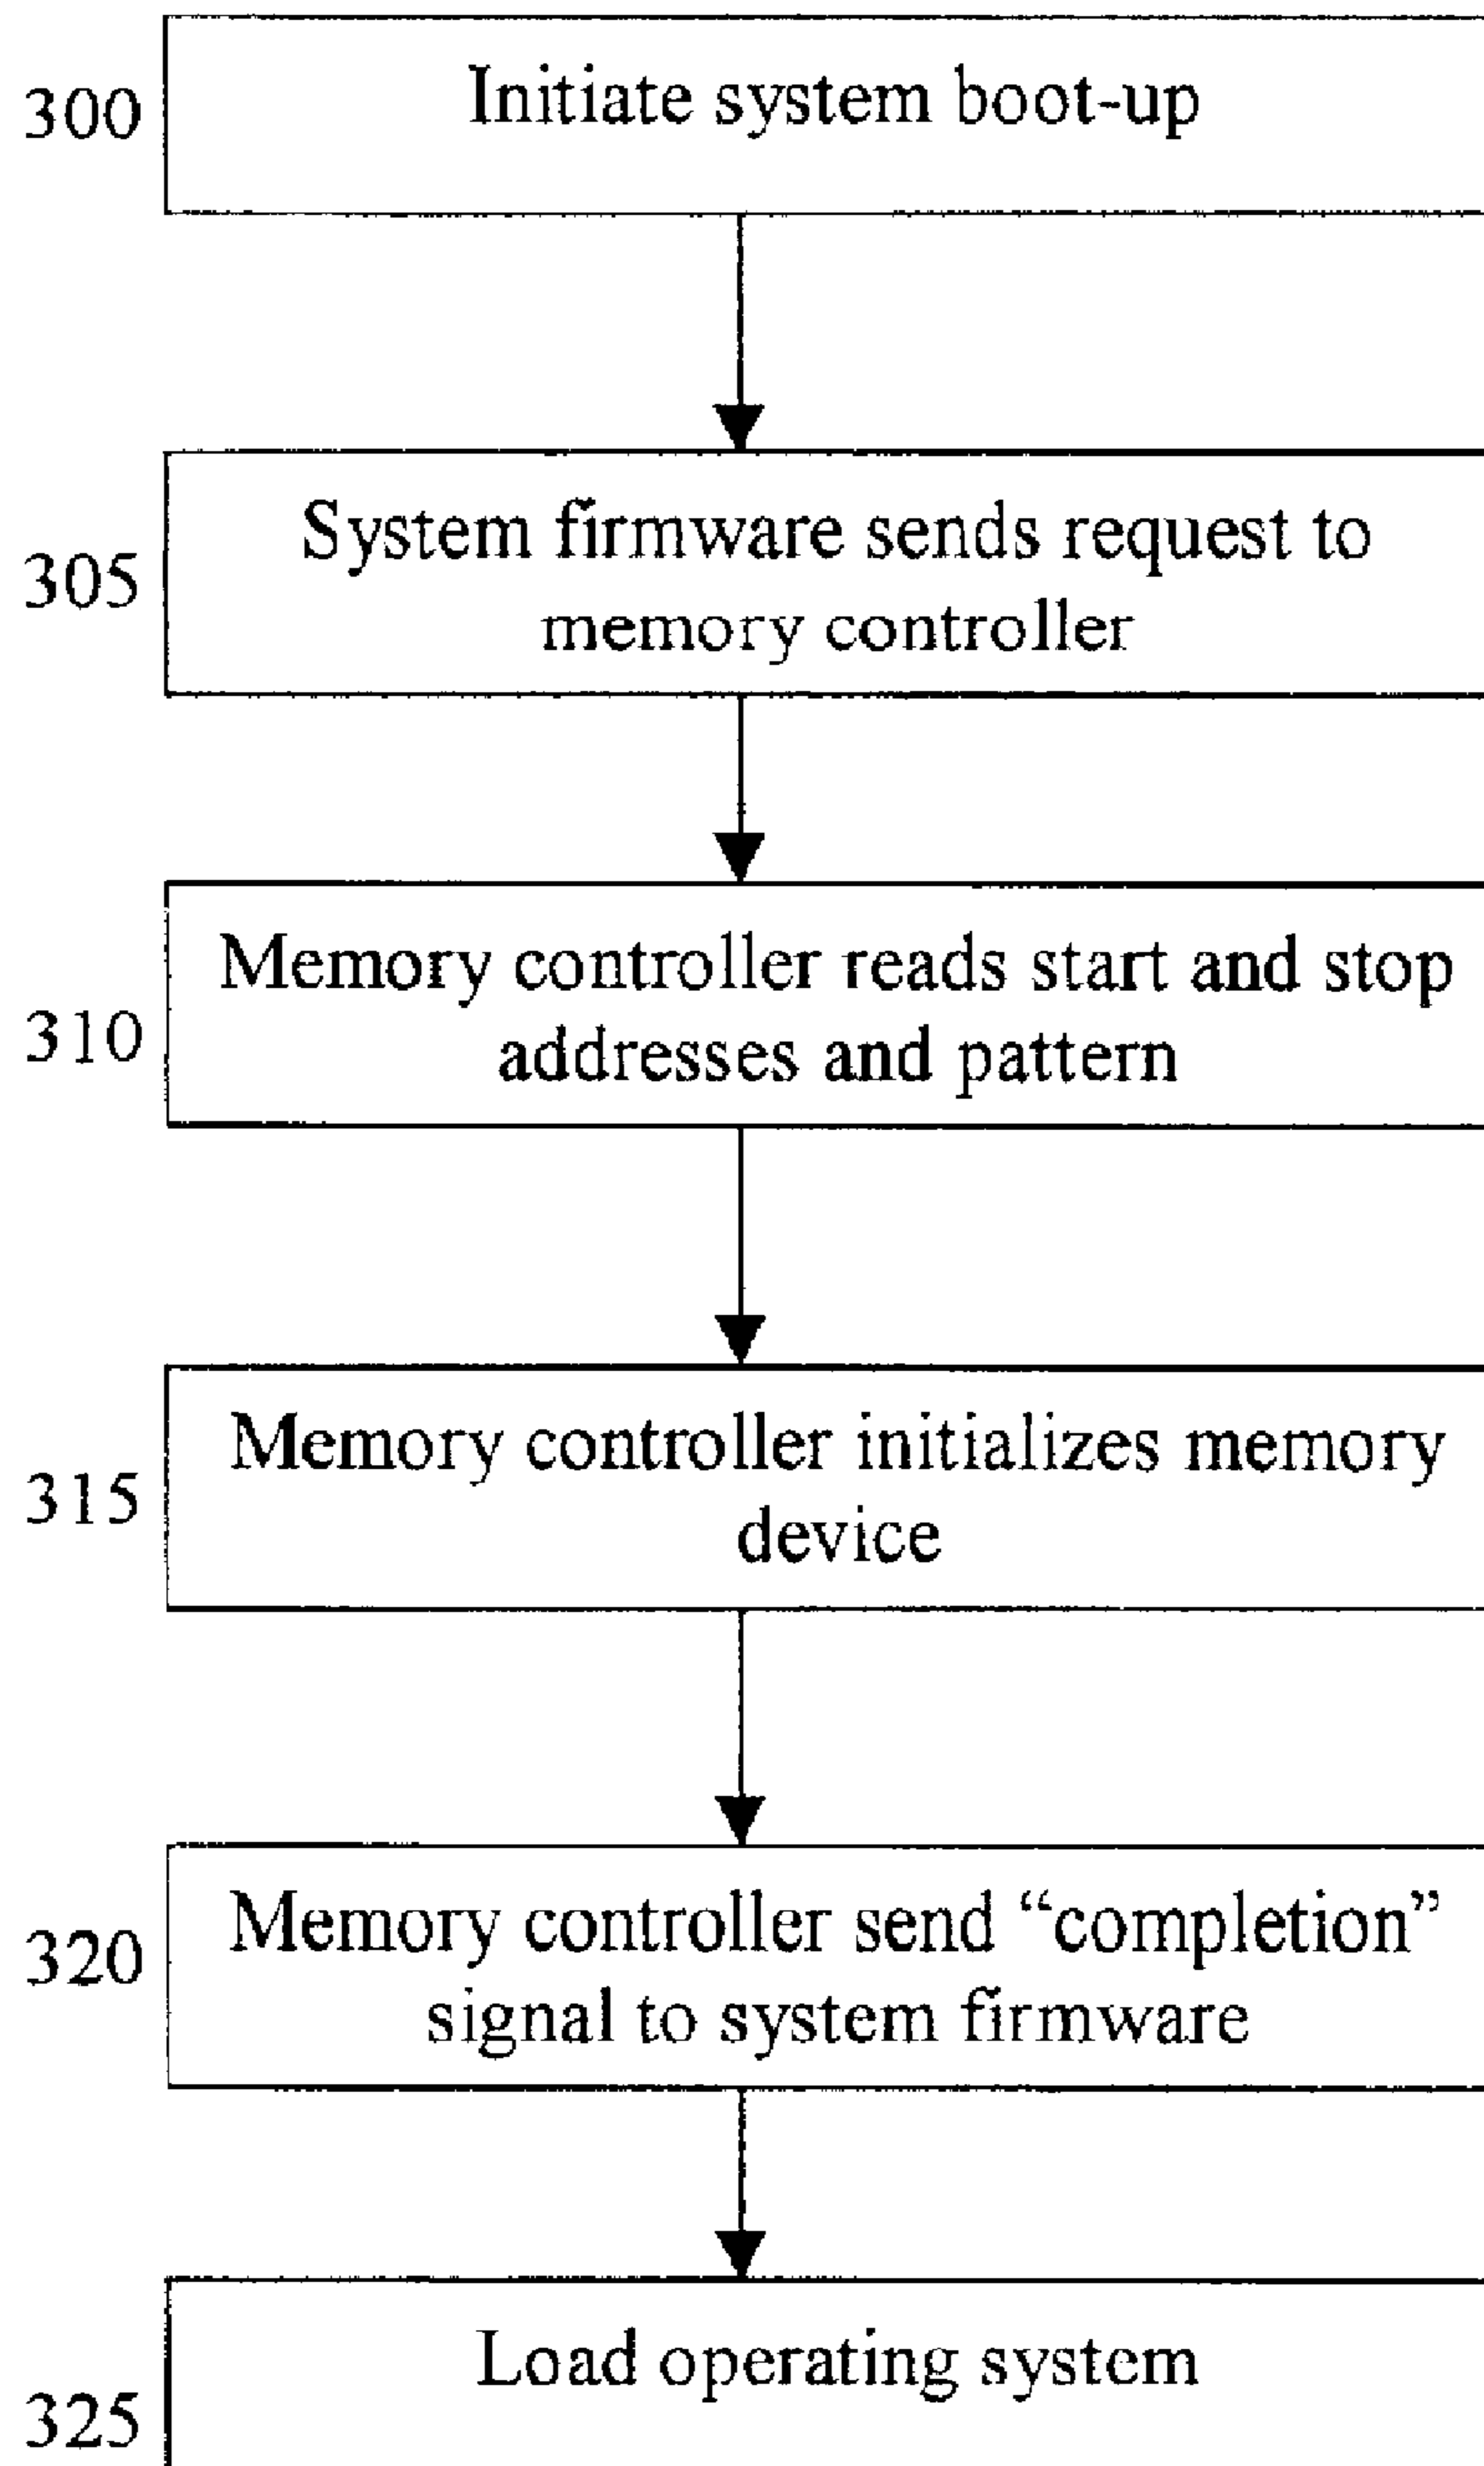 300
Initiate system boot-up
305
System firmware sends request to
memory controller
310
Memory controller reads start and stop
addresses and pattern
315
Memory controller initializes memory
device
320
Memory controller send “completion”
signal to system firmware
325
Load operating system